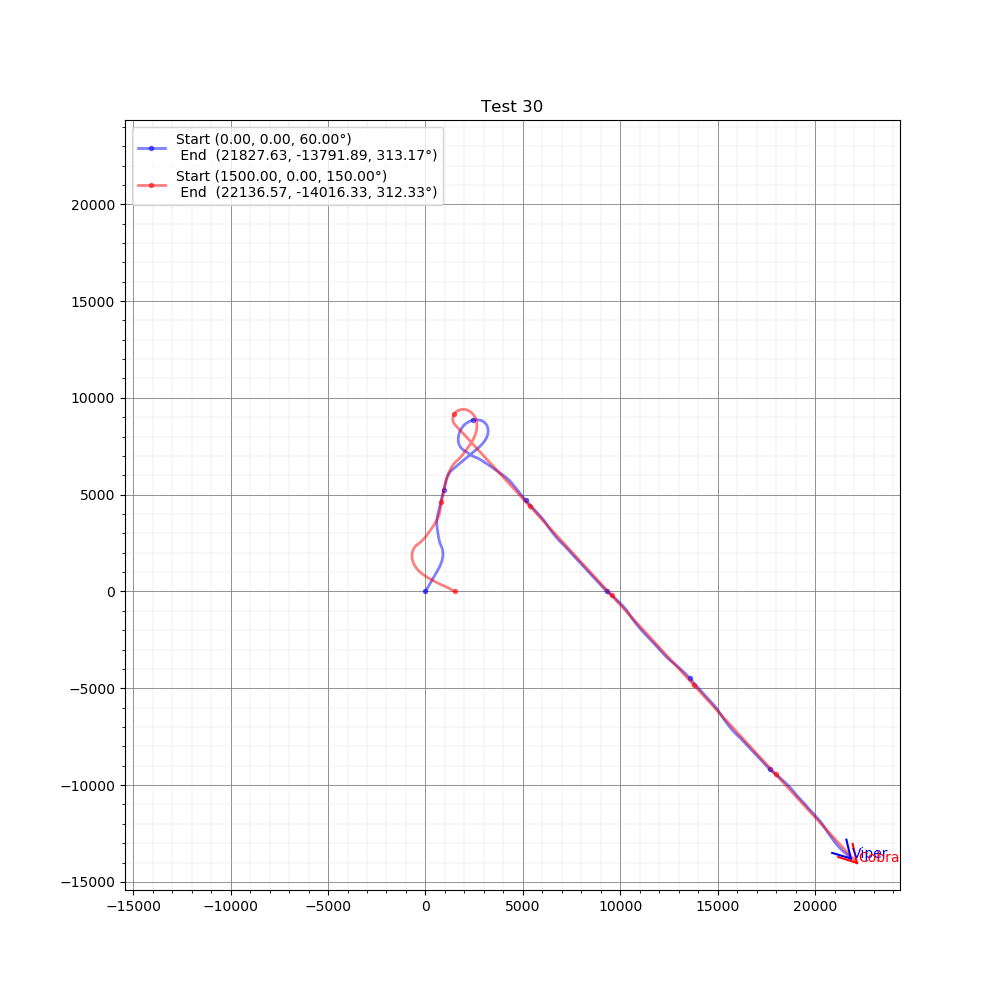 Test 30
Start (0.00, 0.00, 60.00°)
End  (21827.63, -13791.89, 313.17°)
Start (1500.00, 0.00, 150.00°)
End  (22136.57, -14016.33, 312.33°)
20000
15000
10000
5000
0
−5000
−10000
−15000
Viper
Cobra
−15000 −10000 −5000 0 5000 10000 15000 20000